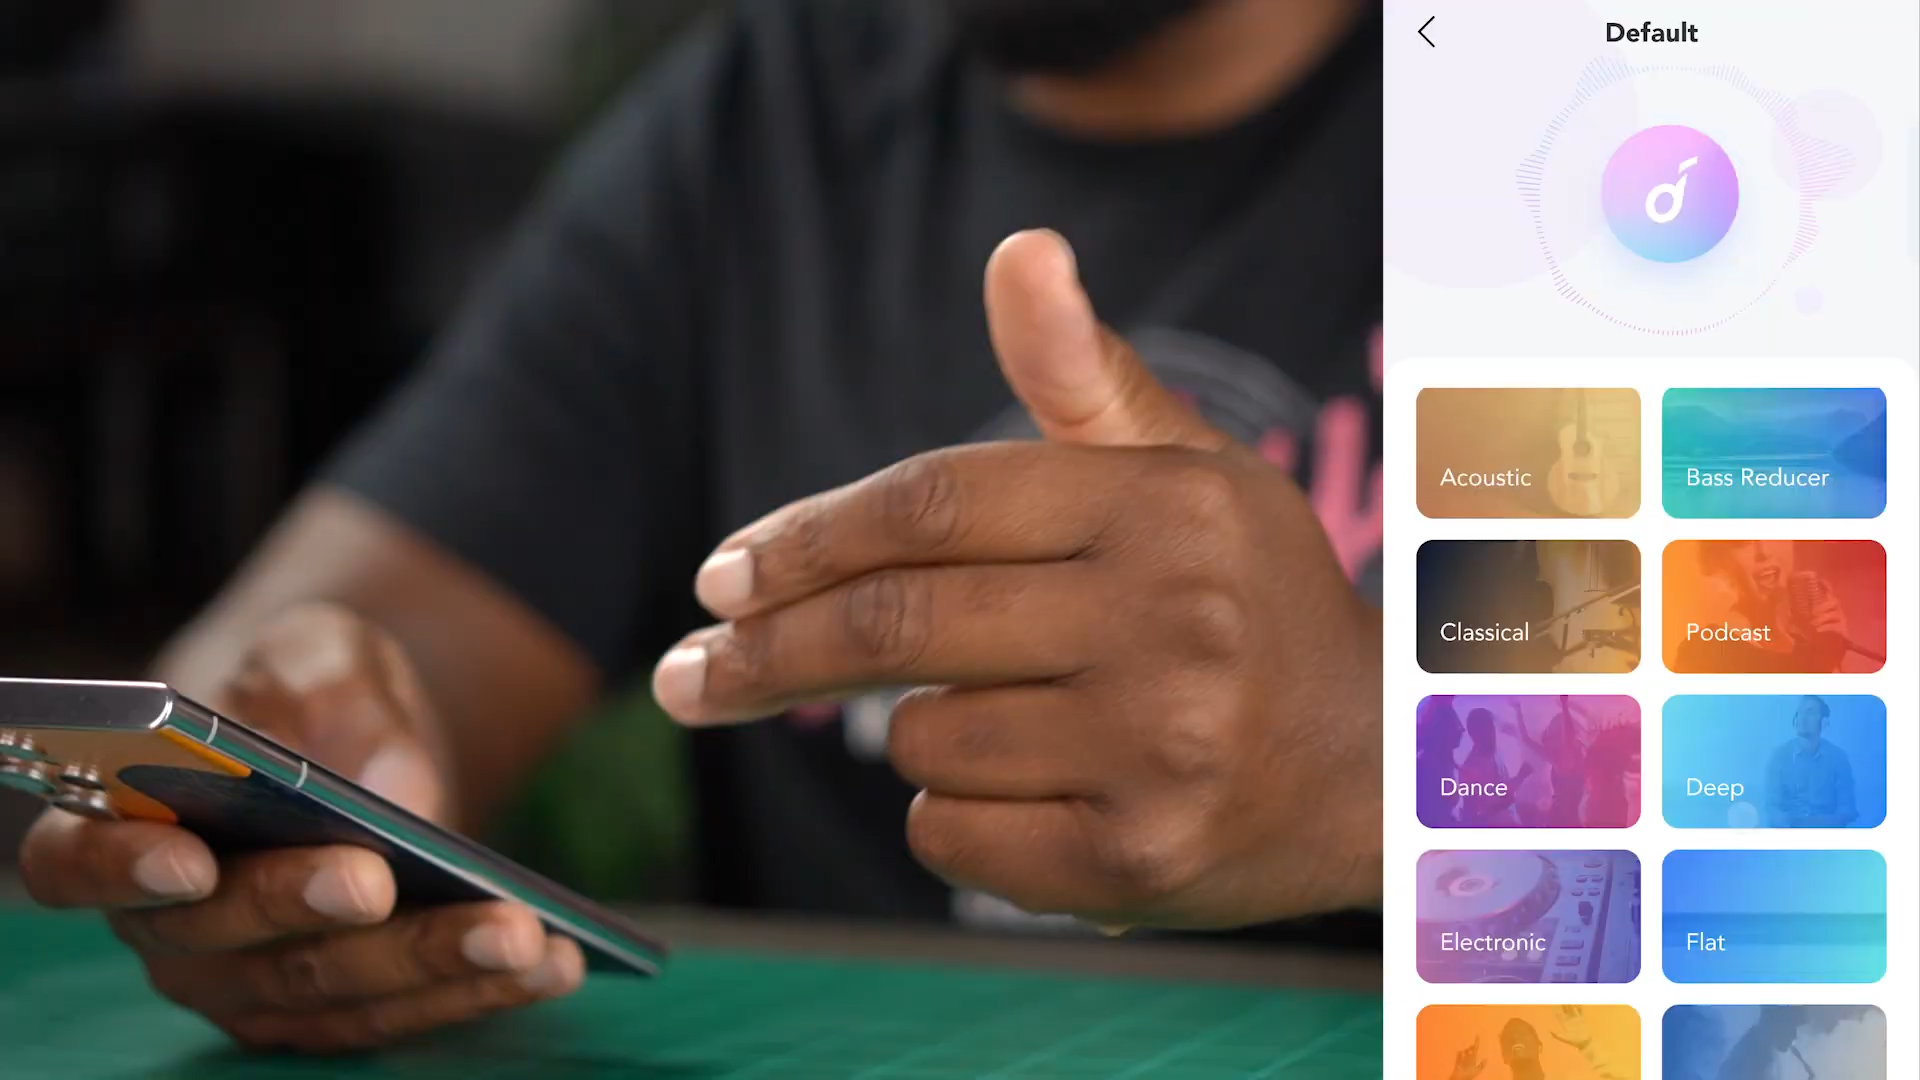 Default
Acoustic
Bass Reducer
Classical
Podcast
Dance
Deep
Electronic
Flat